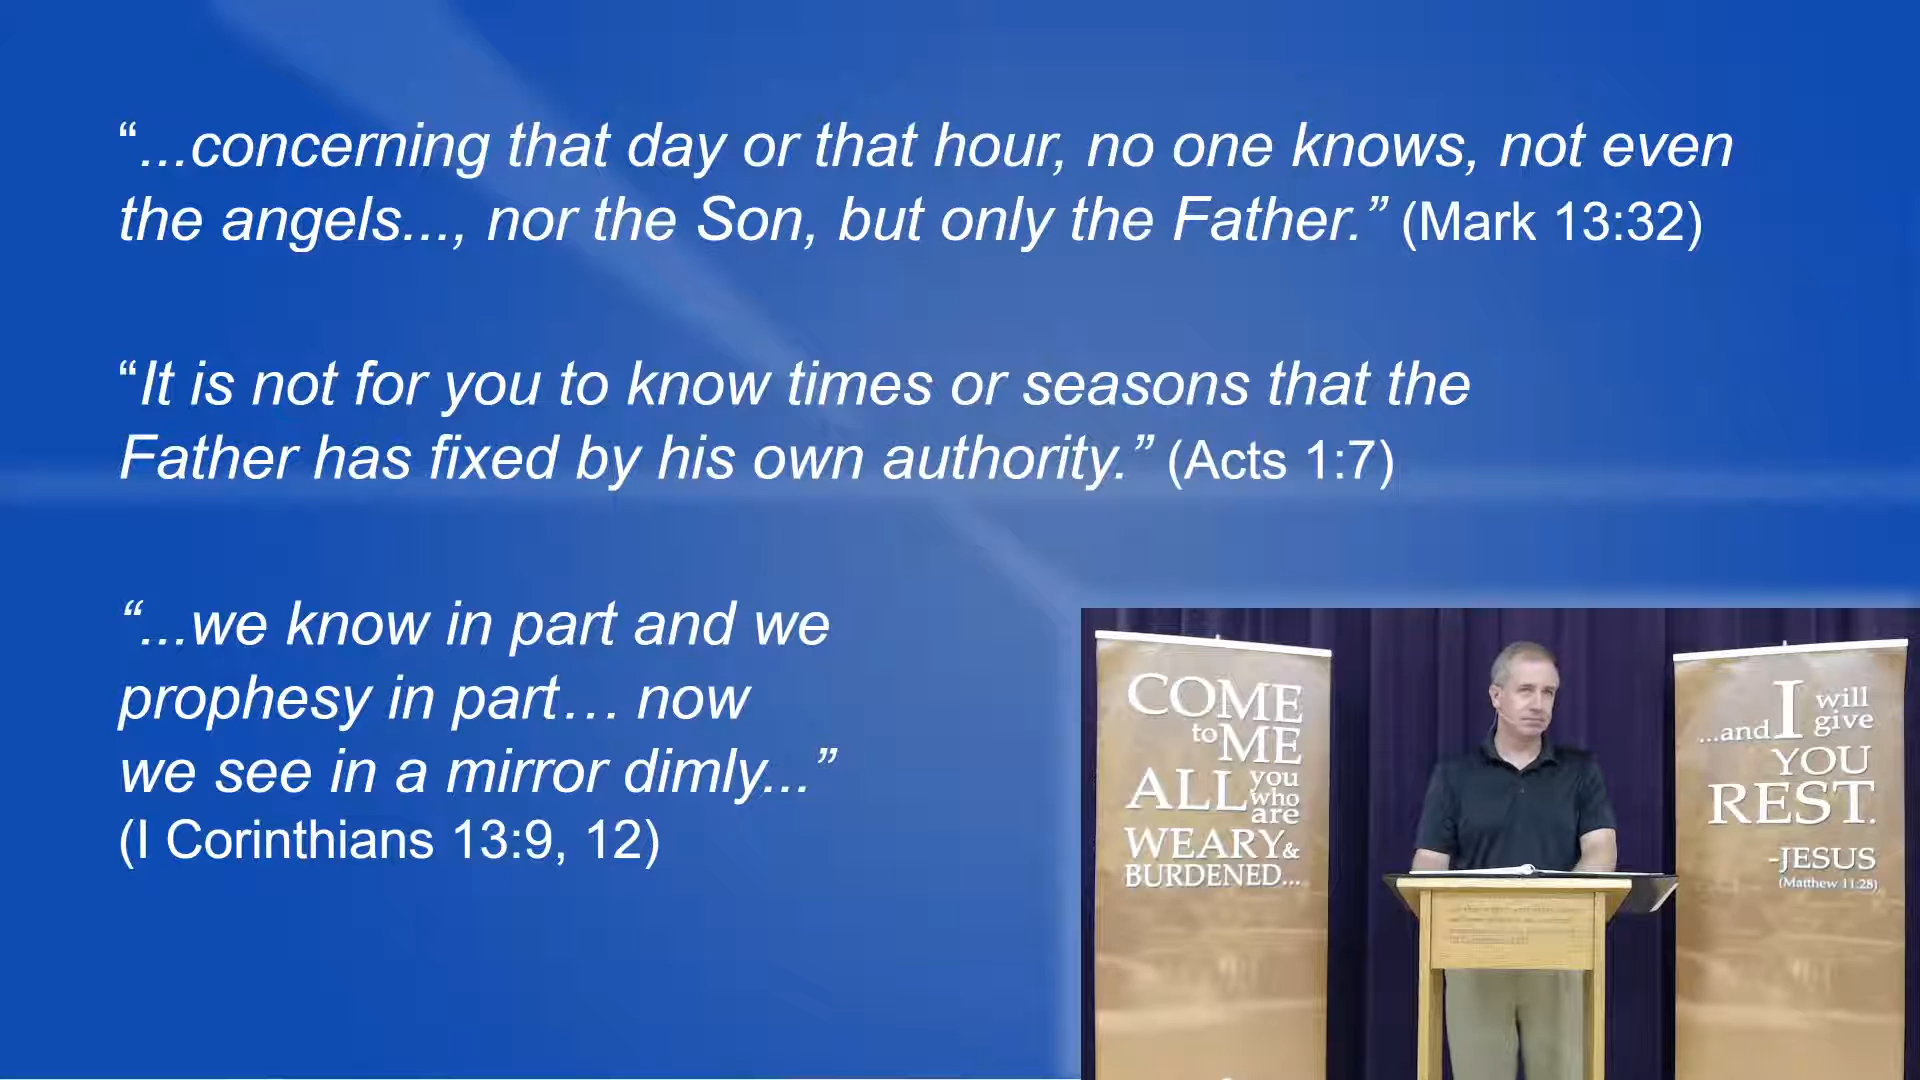 “...concerning that day or that hour, no one knows, not even
the angels..., nor the Son, but only the Father.” (Mark 13:32)
“It is not for you to know times or seasons that the
Father has fixed by his own authority.” (Acts 1:7)
“...we know in part and we
prophesy in part… now
we see in a mirror dimly...”
(I Corinthians 13:9, 12)
COME
to ME
ALL you who are
WEARY &
BURDENED...
...and I will give
YOU
REST.
-JESUS
(Matthew 11:28)